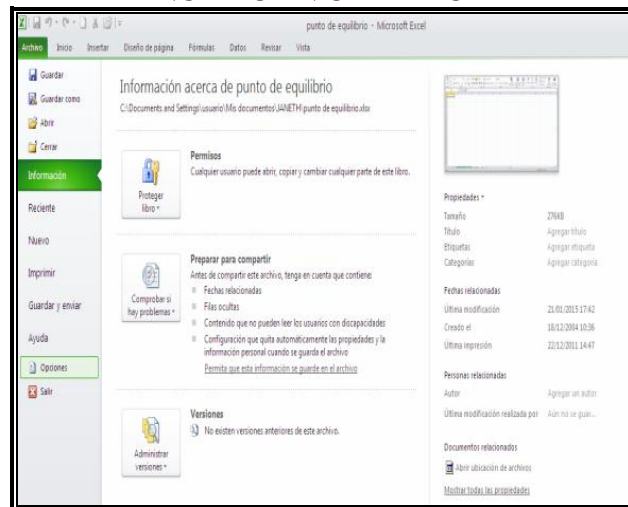 punto de equilibrio - Microsoft Excel
Archivo Inicio Insertar Diseño de página Fórmulas Datos Revisar Vista
Guardar
Guardar como
Abrir
Cerrar
Información
Reciente
Nuevo
Imprimir
Guardar y enviar
Ayuda
Opciones
Salir
Información acerca de punto de equilibrio
C:\Documents and Settings\usuario\Mis documentos\JANETH\punto de equilibrio.xlsx
Proteger
libro
Permisos
Cualquier usuario puede abrir, copiar y cambiar cualquier parte de este libro.
Comprobar si
hay problemas
Preparar para compartir
Antes de compartir este archivo, tenga en cuenta que contiene:
Fechas relacionadas
Filas ocultas
Contenido que no pueden leer los usuarios con discapacidades
Configuración que quita automáticamente las propiedades y la
información personal cuando se guarda el archivo
Permita que esta información se guarde en el archivo
Administrar
versiones
Versiones
No existen versiones anteriores de este archivo.
Propiedades
Tamaño 276KB
Título Agregar título
Etiquetas Agregar etiqueta
Categorías Agregar categoría
Fechas relacionadas
Última modificación 21/01/2015 17:42
Creado el 18/12/2004 10:36
Última impresión 22/12/2011 14:47
Personas relacionadas
Autor Agregar un autor
Última modificación realizada por Aún no se guar...
Documentos relacionados
Abrir ubicación de archivos
Mostrar todas las propiedades